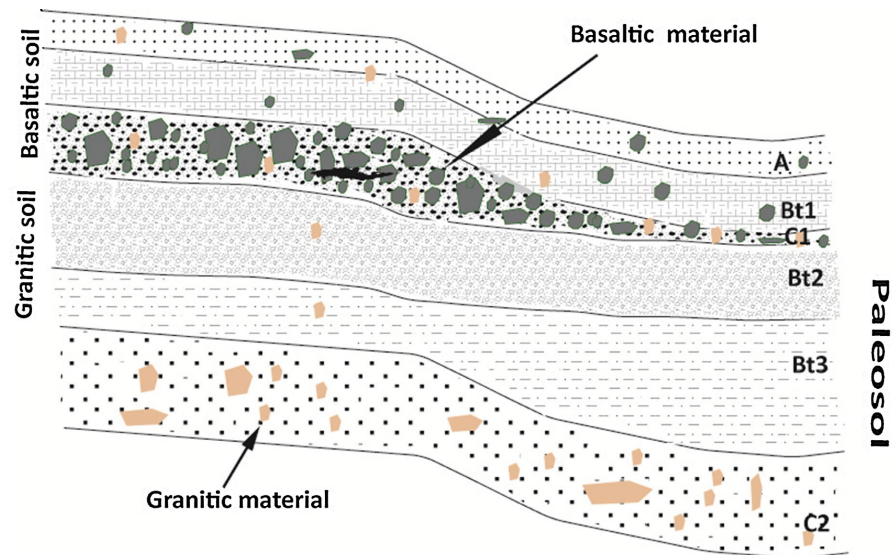 Basaltic material
Basaltic soil
Granitic soil
A
Bt1
C1
Bt2
Bt3
C2
Paleosol
Granitic material